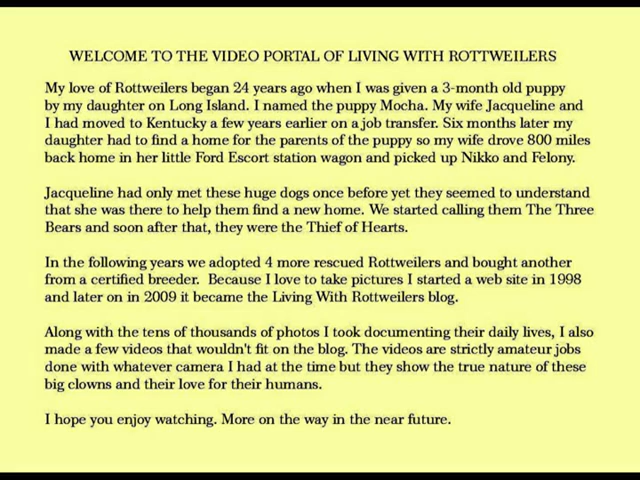 WELCOME TO THE VIDEO PORTAL OF LIVING WITH ROTTWEILERS
My love of Rottweilers began 24 years ago when I was given a 3-month old puppy
by my daughter on Long Island. I named the puppy Mocha. My wife Jacqueline and
I had moved to Kentucky a few years earlier on a job transfer. Six months later my
daughter had to find a home for the parents of the puppy so my wife drove 800 miles
back home in her little Ford Escort station wagon and picked up Nikko and Felony.
Jacqueline had only met these huge dogs once before yet they seemed to understand
that she was there to help them find a new home. We started calling them The Three
Bears and soon after that, they were the Thief of Hearts.
In the following years we adopted 4 more rescued Rottweilers and bought another
from a certified breeder.  Because I love to take pictures I started a web site in 1998
and later on in 2009 it became the Living With Rottweilers blog.
Along with the tens of thousands of photos I took documenting their daily lives, I also
made a few videos that wouldn't fit on the blog. The videos are strictly amateur jobs
done with whatever camera I had at the time but they show the true nature of these
big clowns and their love for their humans.
I hope you enjoy watching. More on the way in the near future.